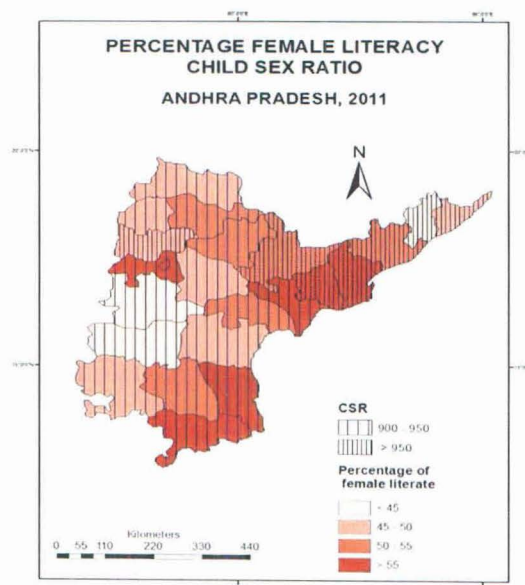 PERCENTAGE FEMALE LITERACY
CHILD SEX RATIO
ANDHRA PRADESH, 2011
N
CSR
900 - 950
> 950
Percentage of
female literate
< 45
45 - 50
50 - 55
> 55
Kilometers
0 55 110 220 330 440